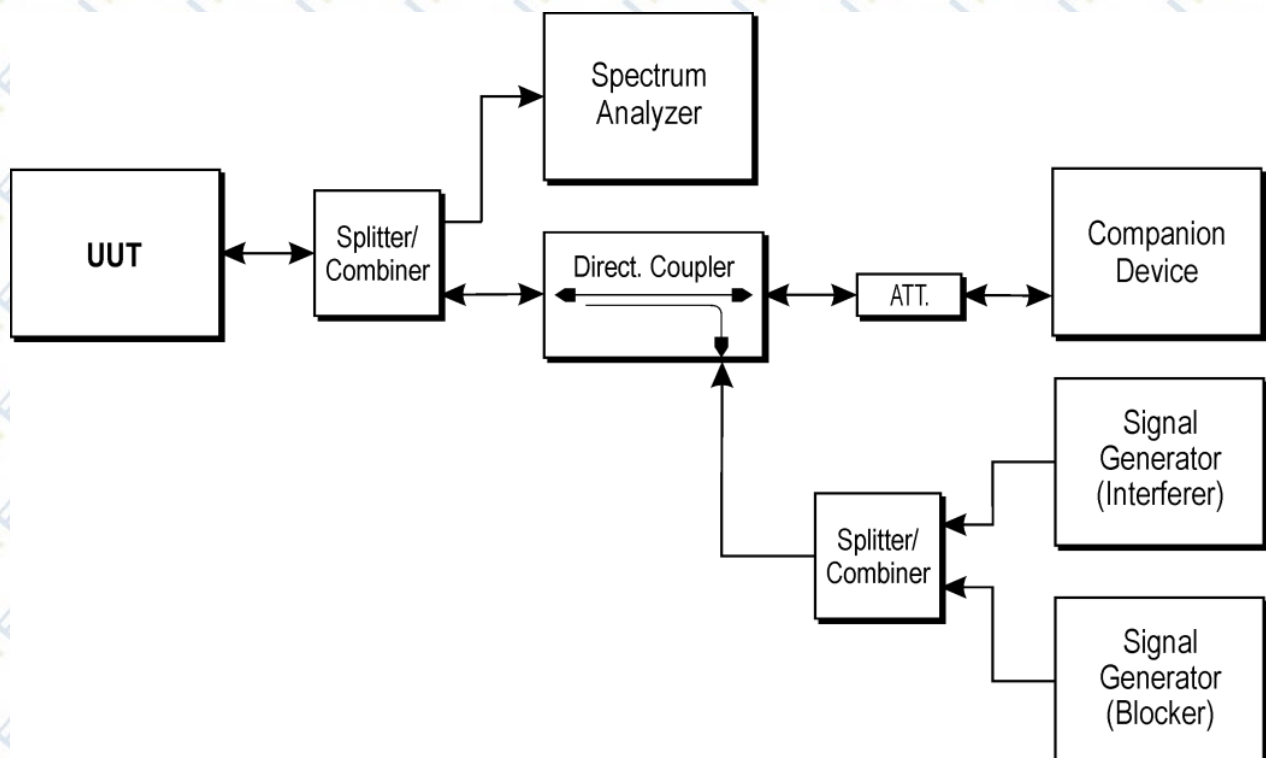 Spectrum
Analyzer
UUT
Splitter/
Combiner
Direct. Coupler
ATT.
Companion
Device
Signal
Generator
(Interferer)
Splitter/
Combiner
Signal
Generator
(Blocker)